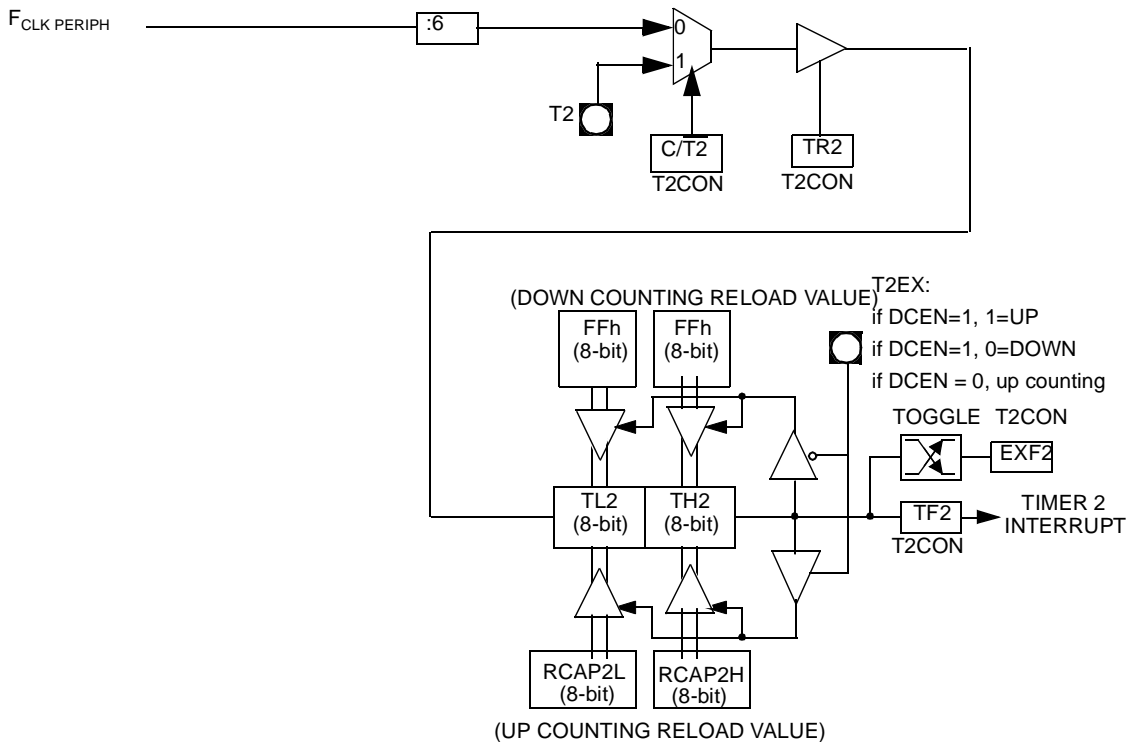 FCLK PERIPH
:6
0
1
T2
C/T2
TR2
T2CON
T2CON
T2EX:
(DOWN COUNTING RELOAD VALUE)
if DCEN=1, 1=UP
FFh
(8-bit)
FFh
(8-bit)
if DCEN=1, 0=DOWN
if DCEN = 0, up counting
TOGGLE
T2CON
EXF2
TL2
(8-bit)
TH2
(8-bit)
TF2
TIMER 2
INTERRUPT
T2CON
RCAP2L
(8-bit)
RCAP2H
(8-bit)
(UP COUNTING RELOAD VALUE)